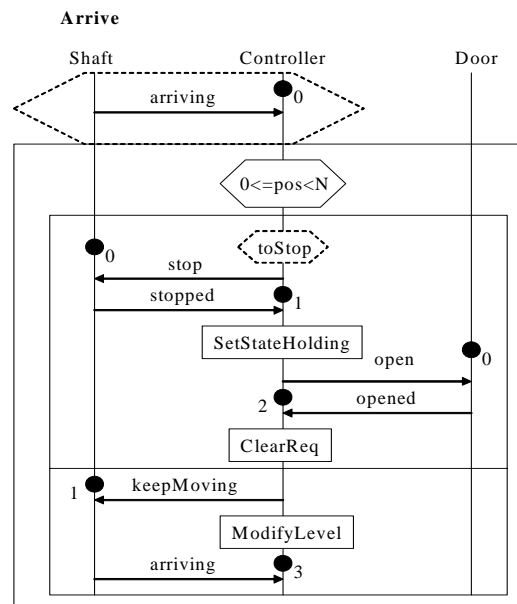 Arrive
Shaft Controller Door
0
arriving
0<=pos<N
toStop
0
stop
stopped
1
SetStateHolding
open
0
2
opened
ClearReq
1
keepMoving
ModifyLevel
arriving
3